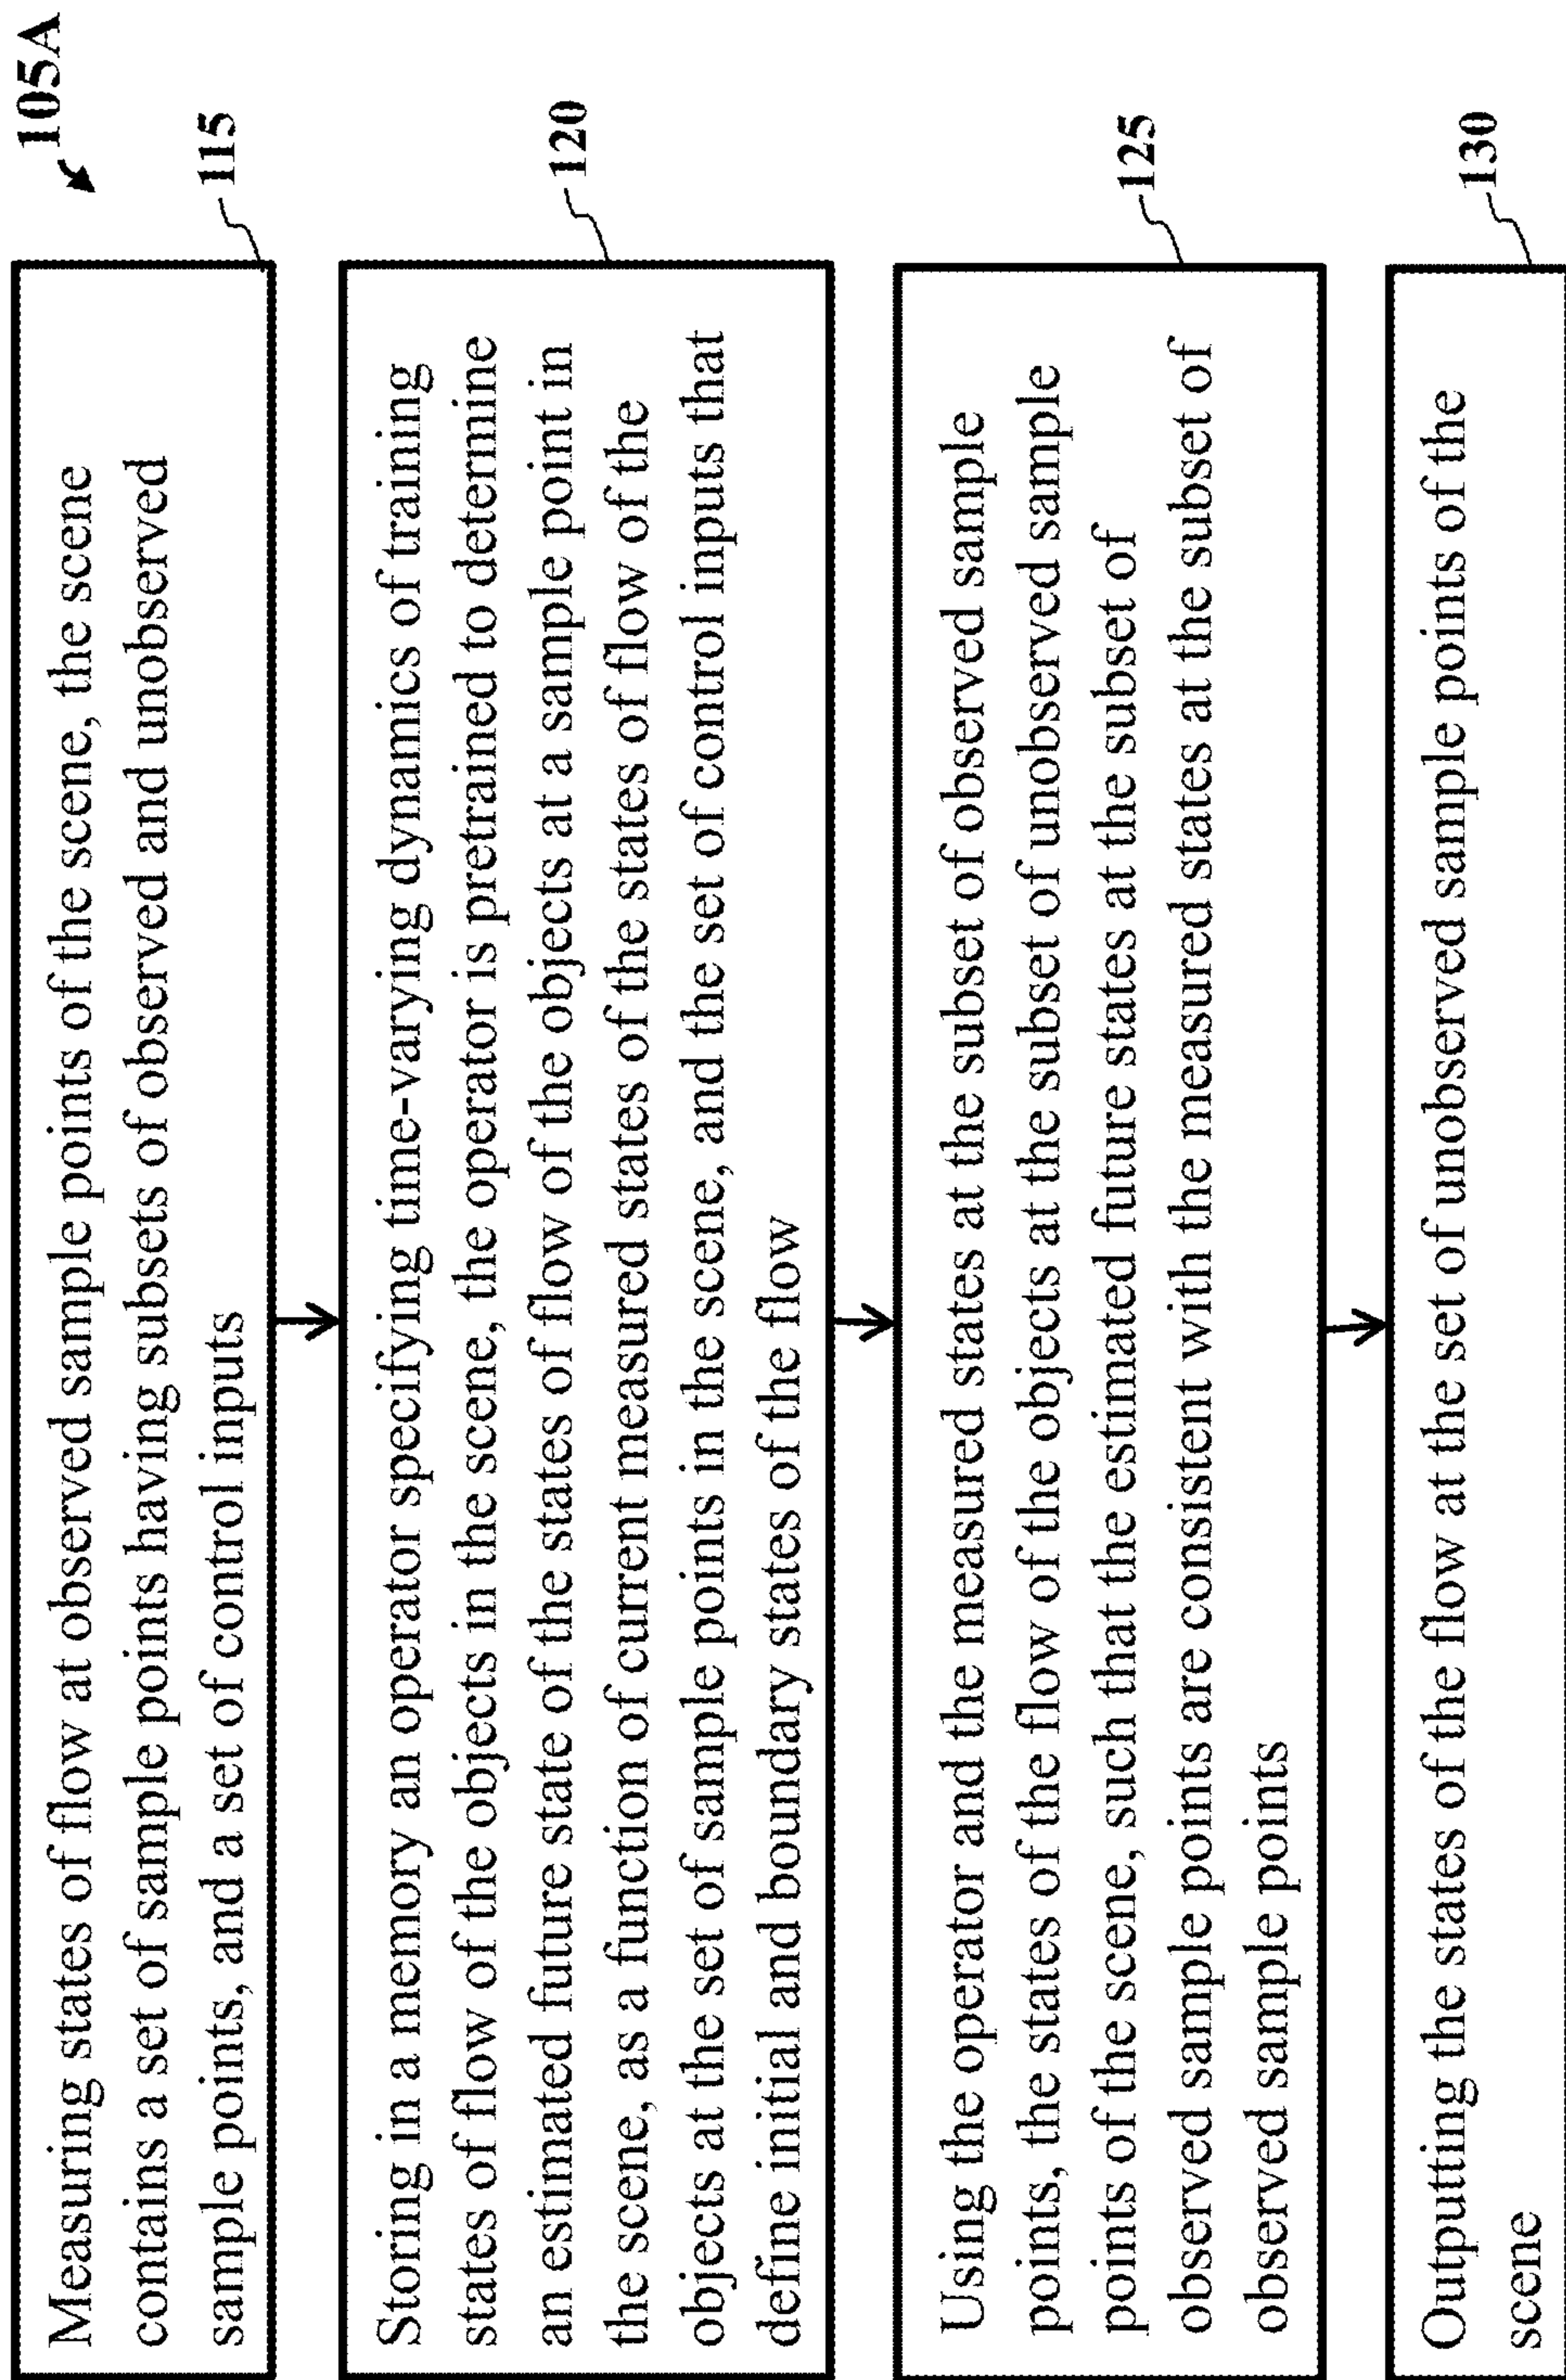 105A
Measuring states of flow at observed sample points of the scene, the scene
contains a set of sample points having subsets of observed and unobserved
sample points, and a set of control inputs
115
Storing in a memory an operator specifying time-varying dynamics of training
states of flow of the objects in the scene, the operator is pretrained to determine
an estimated future state of the states of flow of the objects at a sample point in
the scene, as a function of current measured states of the states of flow of the
objects at the set of sample points in the scene, and the set of control inputs that
define initial and boundary states of the flow
120
Using the operator and the measured states at the subset of observed sample
points, the states of the flow of the objects at the subset of unobserved sample
points of the scene, such that the estimated future states at the subset of
observed sample points are consistent with the measured states at the subset of
observed sample points
125
Outputting the states of the flow at the set of unobserved sample points of the
scene
130